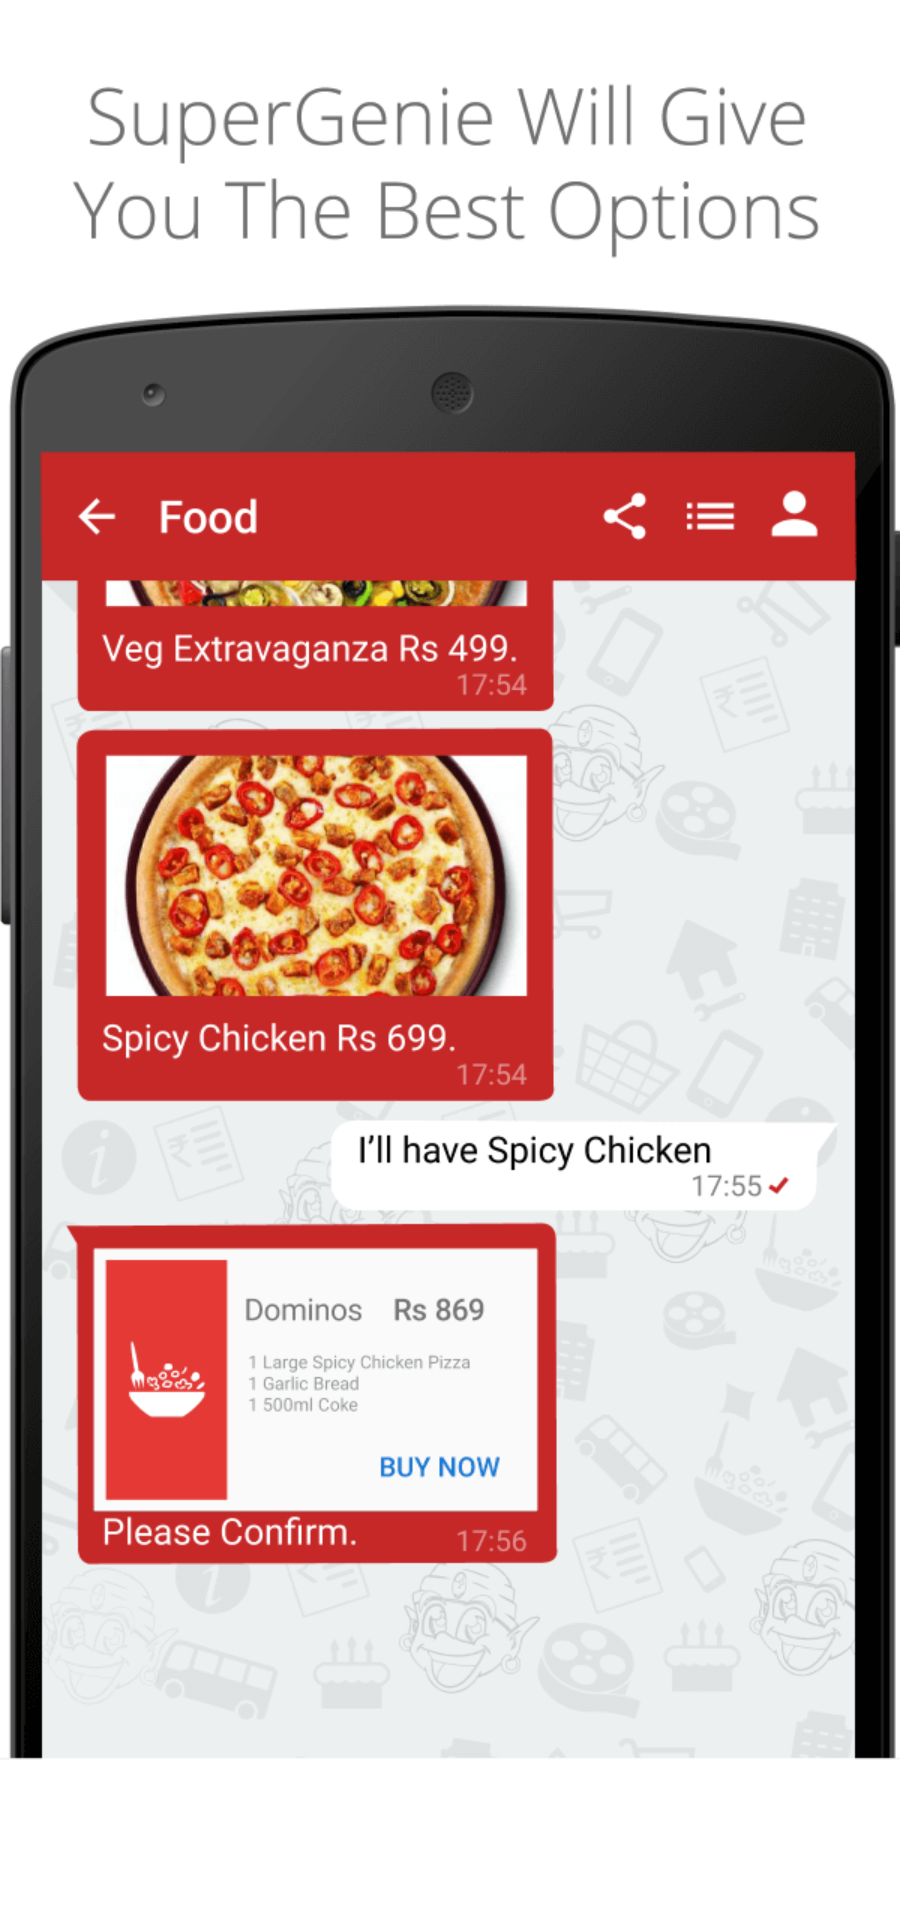 SuperGenie Will Give
You The Best Options
Food
Veg Extravaganza Rs 499.
17:54
Spicy Chicken Rs 699.
17:54
I'll have Spicy Chicken
17:55
Dominos Rs 869
1 Large Spicy Chicken Pizza
1 Garlic Bread
1 500ml Coke
BUY NOW
Please Confirm.
17:56